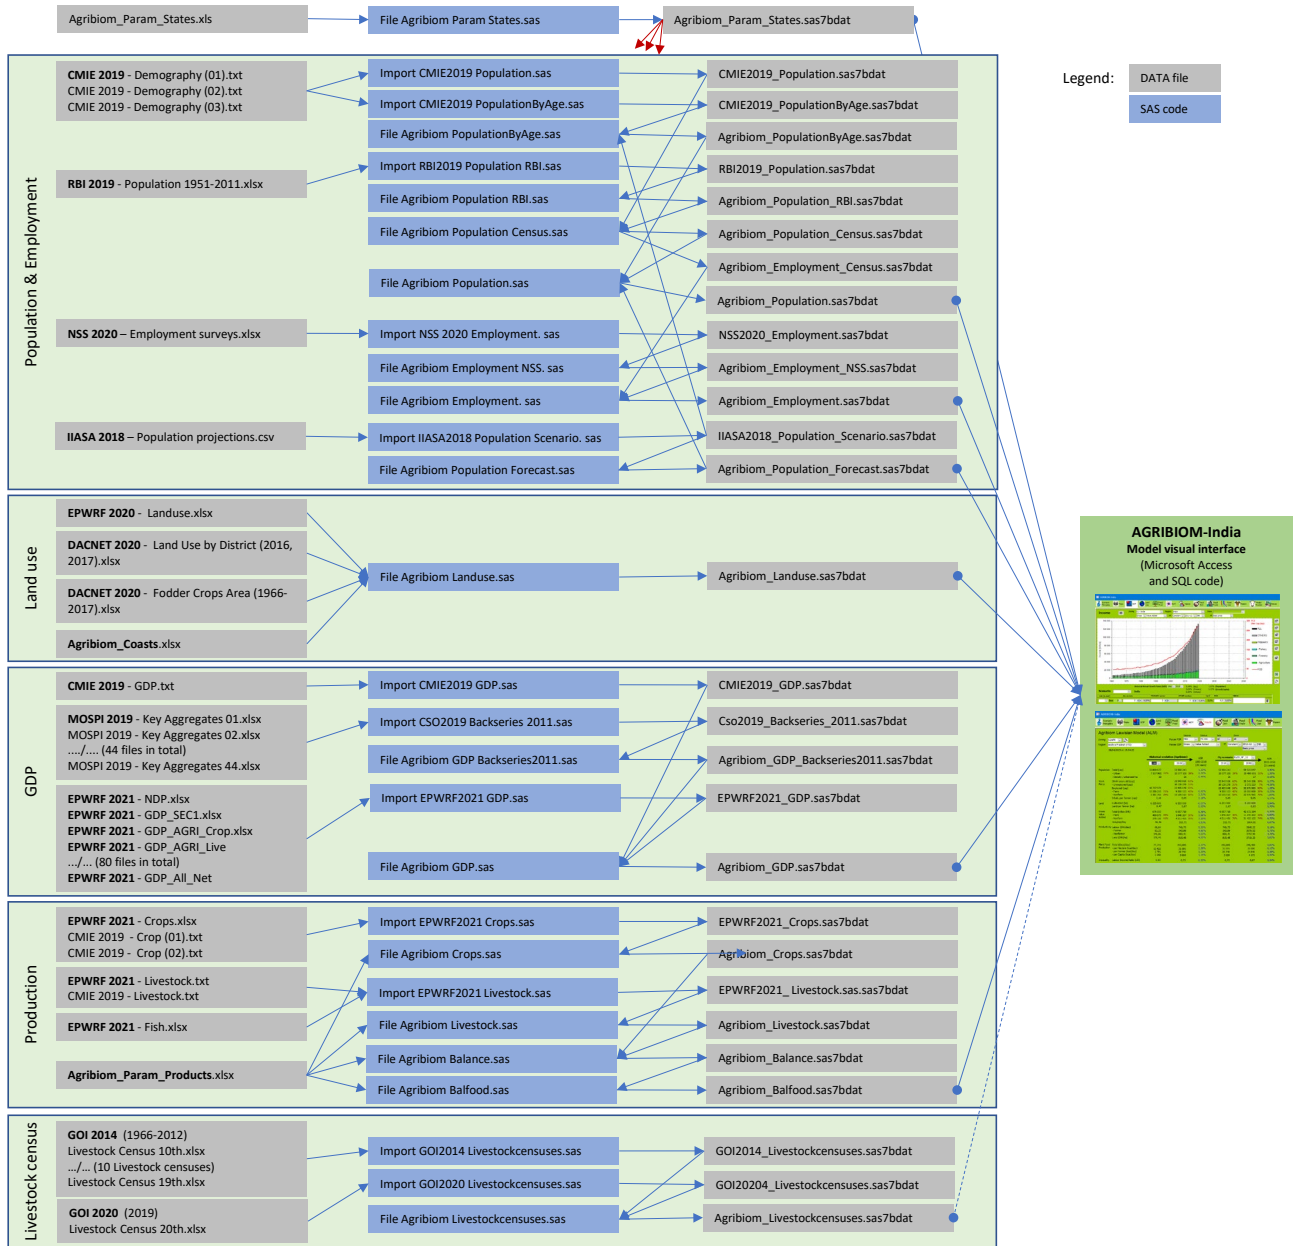 Agribiom_Param_States.xls
File Agribiom Param States.sas
Agribiom_Param_States.sas7bdat
Legend:
DATA file
SAS code
Population & Employment
CMIE 2019 - Demography (01).txt
CMIE 2019 - Demography (02).txt
CMIE 2019 - Demography (03).txt
RBI 2019 - Population 1951-2011.xlsx
NSS 2020 – Employment surveys.xlsx
IIASA 2018 – Population projections.csv
Import CMIE2019 Population.sas
Import CMIE2019 PopulationByAge.sas
File Agribiom PopulationByAge.sas
Import RBI2019 Population RBI.sas
File Agribiom Population RBI.sas
File Agribiom Population Census.sas
File Agribiom Population.sas
Import NSS 2020 Employment. sas
File Agribiom Employment NSS. sas
File Agribiom Employment. sas
Import IIASA2018 Population Scenario. sas
File Agribiom Population Forecast.sas
CMIE2019_Population.sas7bdat
CMIE2019_PopulationByAge.sas7bdat
Agribiom_PopulationByAge.sas7bdat
RBI2019_Population.sas7bdat
Agribiom_Population_RBI.sas7bdat
Agribiom_Population_Census.sas7bdat
Agribiom_Employment_Census.sas7bdat
Agribiom_Population.sas7bdat
NSS2020_Employment.sas7bdat
Agribiom_Employment_NSS.sas7bdat
Agribiom_Employment.sas7bdat
IIASA2018_Population_Scenario.sas7bdat
Agribiom_Population_Forecast.sas7bdat
Land use
EPWRF 2020 - Landuse.xlsx
DACNET 2020 - Land Use by District (2016,
2017).xlsx
DACNET 2020 - Fodder Crops Area (1966-
2017).xlsx
Agribiom_Coasts.xlsx
File Agribiom Landuse.sas
Agribiom_Landuse.sas7bdat
AGRIBIOM-India
Model visual interface
(Microsoft Access
and SQL code)
GDP
CMIE 2019 - GDP.txt
MOSPI 2019 - Key Aggregates 01.xlsx
MOSPI 2019 - Key Aggregates 02.xlsx
..../.... (44 files in total)
MOSPI 2019 - Key Aggregates 44.xlsx
EPWRF 2021 - NDP.xlsx
EPWRF 2021 - GDP_SEC1.xlsx
EPWRF 2021 - GDP_AGRI_Crop.xlsx
EPWRF 2021 - GDP_AGRI_Live
.../... (80 files in total)
EPWRF 2021 - GDP_All_Net
Import CMIE2019 GDP.sas
Import CSO2019 Backseries 2011.sas
File Agribiom GDP Backseries2011.sas
Import EPWRF2021 GDP.sas
File Agribiom GDP.sas
CMIE2019_GDP.sas7bdat
Cso2019_Backseries_2011.sas7bdat
Agribiom_GDP_Backseries2011.sas7bdat
EPWRF2021_GDP.sas7bdat
Agribiom_GDP.sas7bdat
Production
EPWRF 2021 - Crops.xlsx
CMIE 2019 - Crop (01).txt
CMIE 2019 - Crop (02).txt
EPWRF 2021 - Livestock.txt
CMIE 2019 - Livestock.txt
EPWRF 2021 - Fish.xlsx
Agribiom_Param_Products.xlsx
Import EPWRF2021 Crops.sas
File Agribiom Crops.sas
Import EPWRF2021 Livestock.sas
File Agribiom Livestock.sas
File Agribiom Balance.sas
File Agribiom Balfood.sas
EPWRF2021_Crops.sas7bdat
Agribiom_Crops.sas7bdat
EPWRF2021_ Livestock.sas.sas7bdat
Agribiom_Livestock.sas7bdat
Agribiom_Balance.sas7bdat
Agribiom_Balfood.sas7bdat
Livestock census
GOI 2014 (1966-2012)
Livestock Census 10th.xlsx
.../... (10 Livestock censuses)
Livestock Census 19th.xlsx
GOI 2020 (2019)
Livestock Census 20th.xlsx
Import GOI2014 Livestockcensuses.sas
Import GOI2020 Livestockcensuses.sas
File Agribiom Livestockcensuses.sas
GOI2014_Livestockcensuses.sas7bdat
GOI20204_Livestockcensuses.sas7bdat
Agribiom_Livestockcensuses.sas7bdat